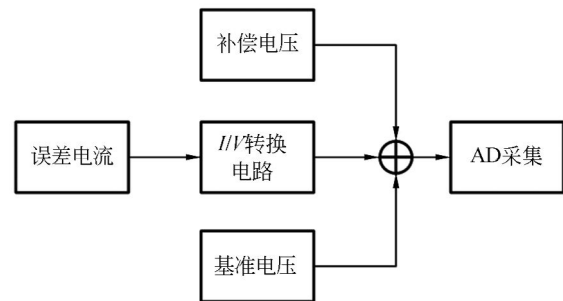 补偿电压
误差电流
I/V转换
电路
AD采集
基准电压